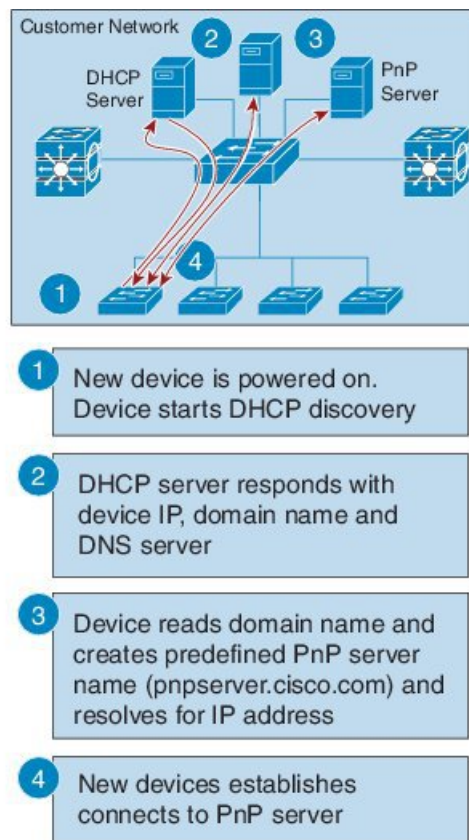 Customer Network
2
3
DHCP
Server
PnP
Server
4
1
1
New device is powered on.
Device starts DHCP discovery
2
DHCP server responds with
device IP, domain name and
DNS server
3
Device reads domain name and
creates predefined PnP server
name (pnpserver.cisco.com) and
resolves for IP address
4
New devices establishes
connects to PnP server